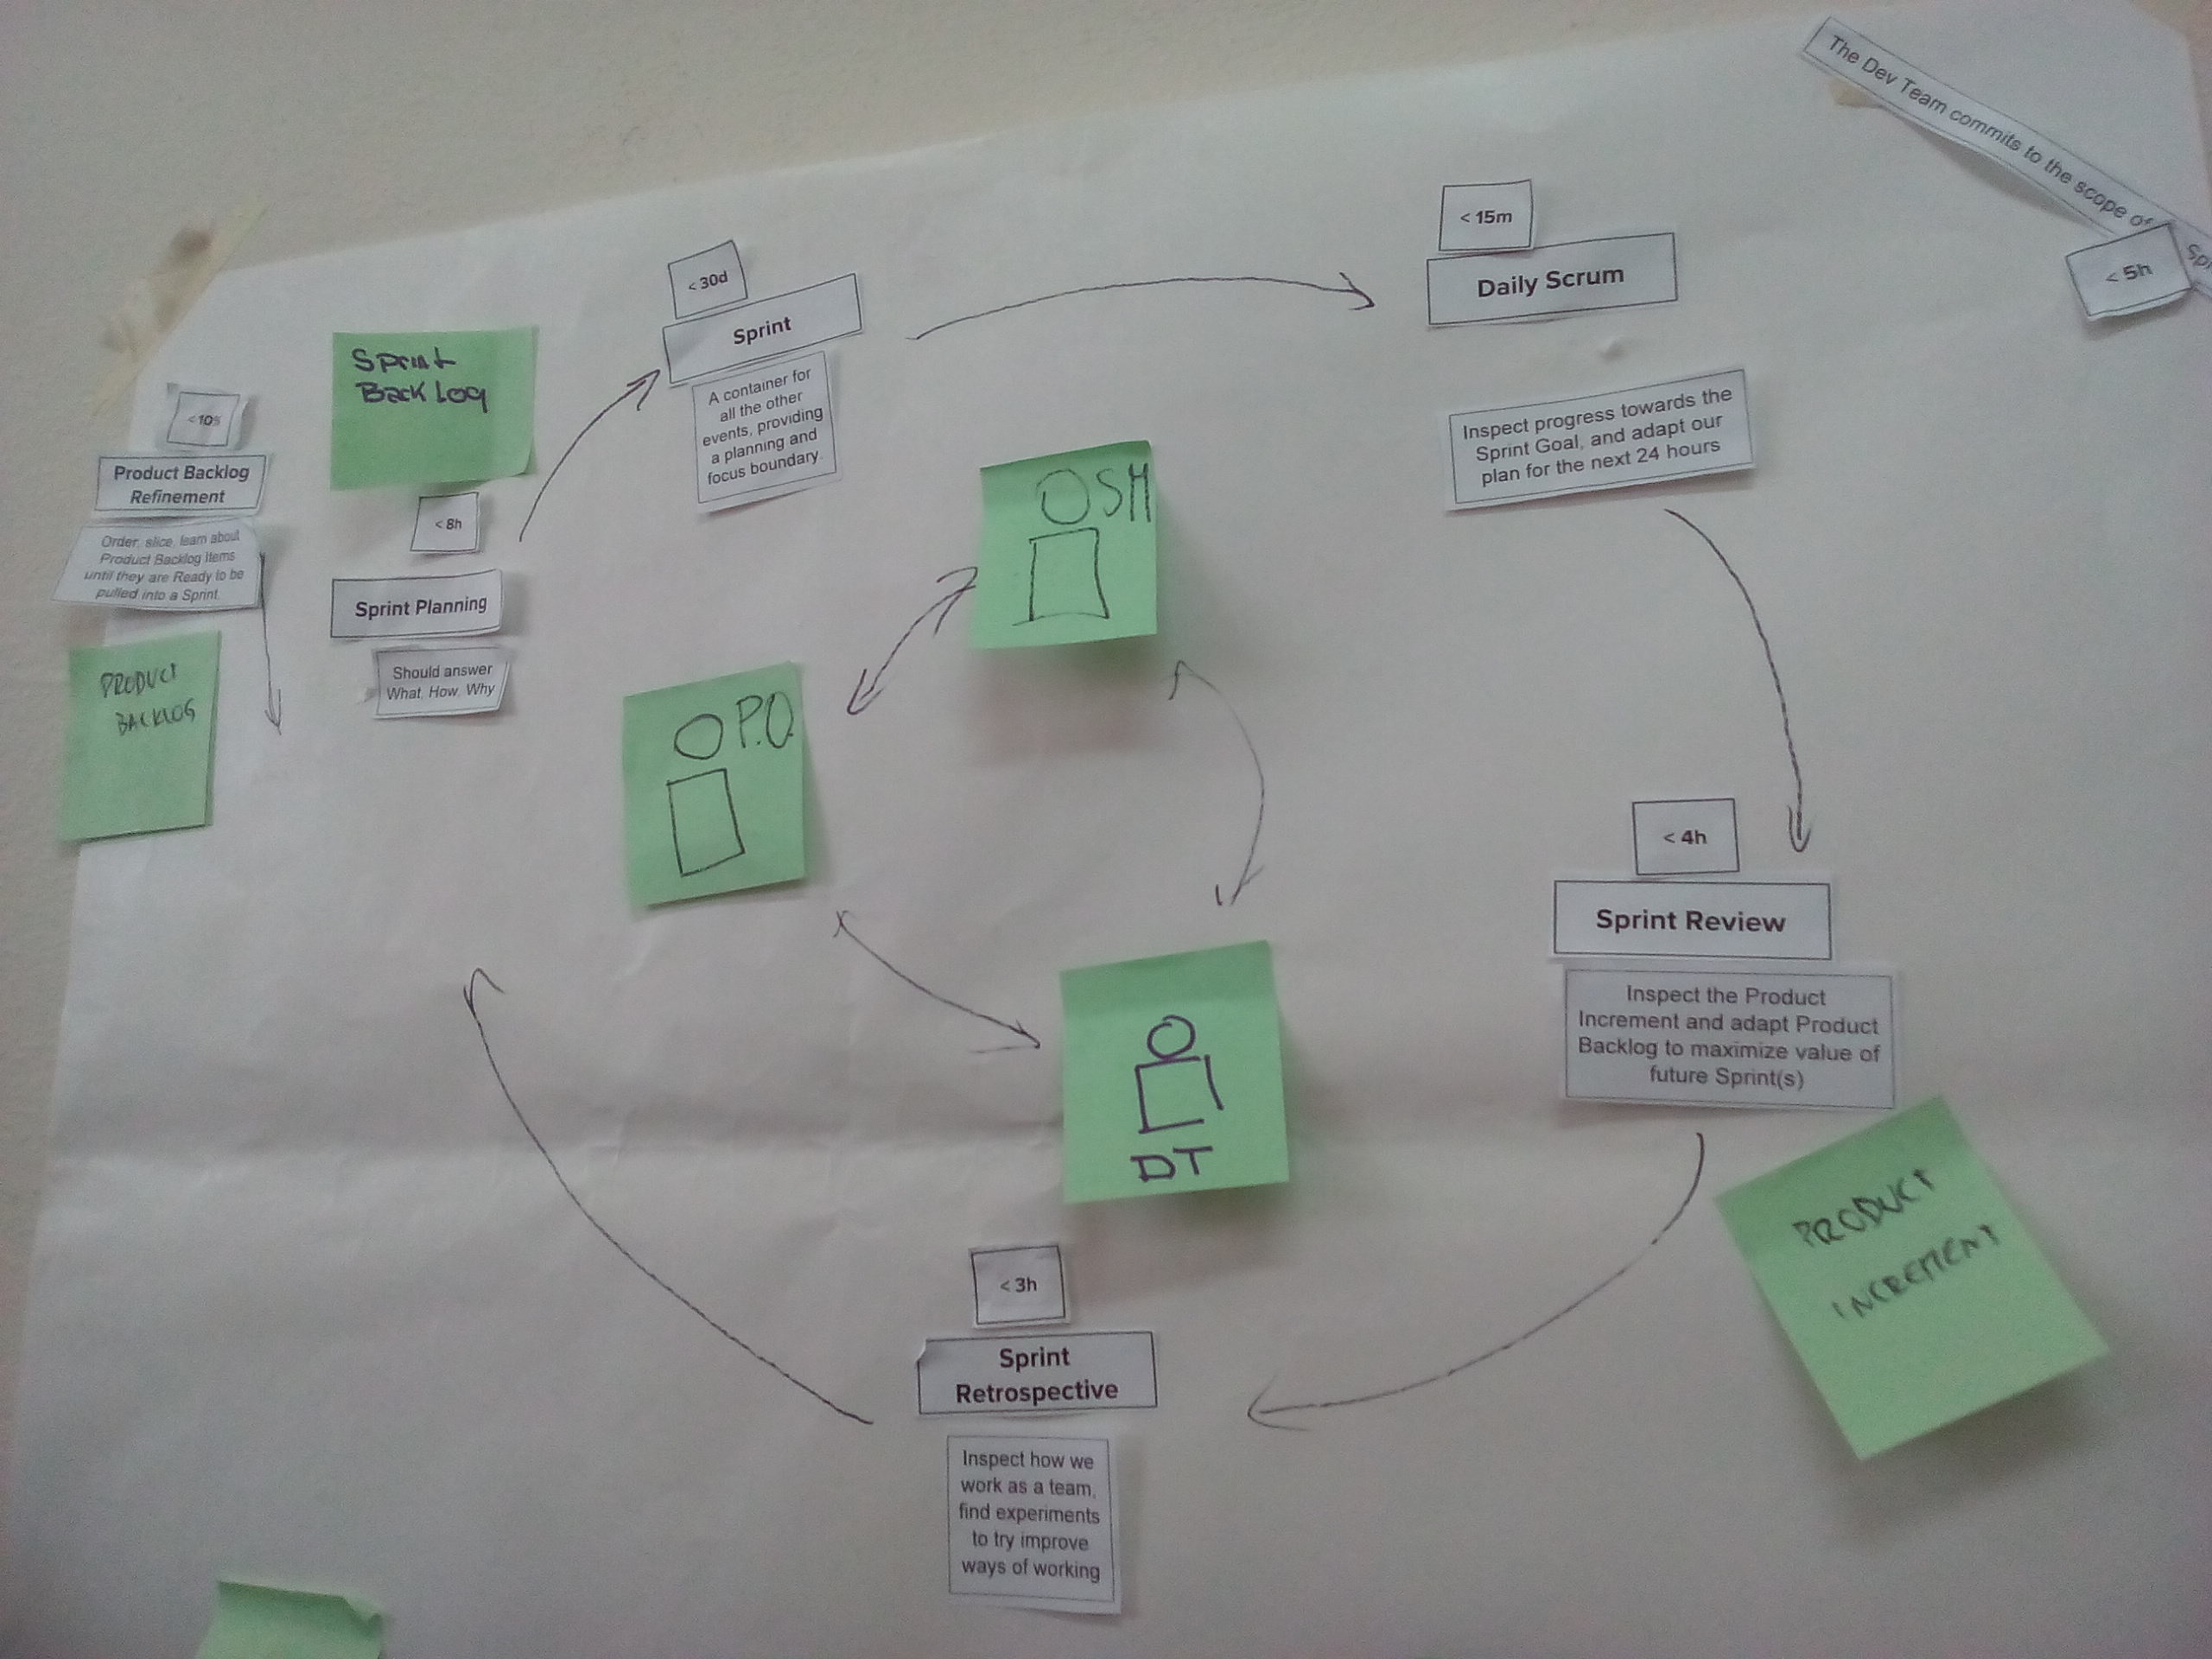 The Dev Team commits to the scope of
< 5h
< 15m
Daily Scrum
Inspect progress towards the
Sprint Goal, and adapt our
plan for the next 24 hours
< 30d
Sprint
A container for
all the other
events, providing
a planning and
focus boundary.
Sprint
BackLog
Product Backlog
Refinement
Order, slice, learn about
Product Backlog Items
until they are Ready to be
pulled into a Sprint.
PRODUCT
BACKLOG
< 8h
Sprint Planning
Should answer
What, How, Why
SM
P.O.
DT
< 4h
Sprint Review
Inspect the Product
Increment and adapt Product
Backlog to maximize value of
future Sprint(s)
PRODUCT
INCREMENT
< 3h
Sprint
Retrospective
Inspect how we
work as a team,
find experiments
to try improve
ways of working